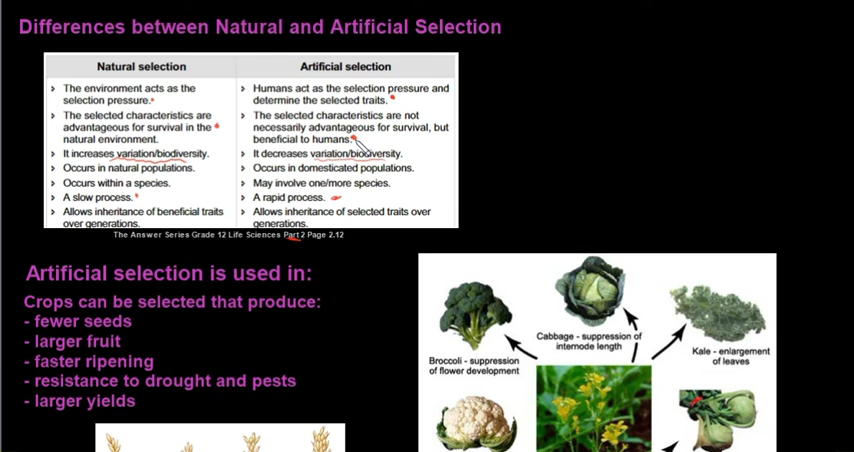 Differences between Natural and Artificial Selection
Natural selection
Artificial selection
The environment acts as the
selection pressure.
Humans act as the selection pressure and
determine the selected traits.
The selected characteristics are
advantageous for survival in the
natural environment.
The selected characteristics are not
necessarily advantageous for survival, but
beneficial to humans.
It increases variation/biodiversity.
It decreases variation/biodiversity.
Occurs in natural populations.
Occurs in domesticated populations.
Occurs within a species.
May involve one/more species.
A slow process.
A rapid process.
Allows inheritance of beneficial traits
over generations.
Allows inheritance of selected traits over
generations.
The Answer Series Grade 12 Life Sciences Part 2 Page 2.12
Artificial selection is used in:
Crops can be selected that produce:
- fewer seeds
- larger fruit
- faster ripening
- resistance to drought and pests
- larger yields
Broccoli - suppression
of flower development
Cabbage - suppression of
internode length
Kale - enlargement
of leaves